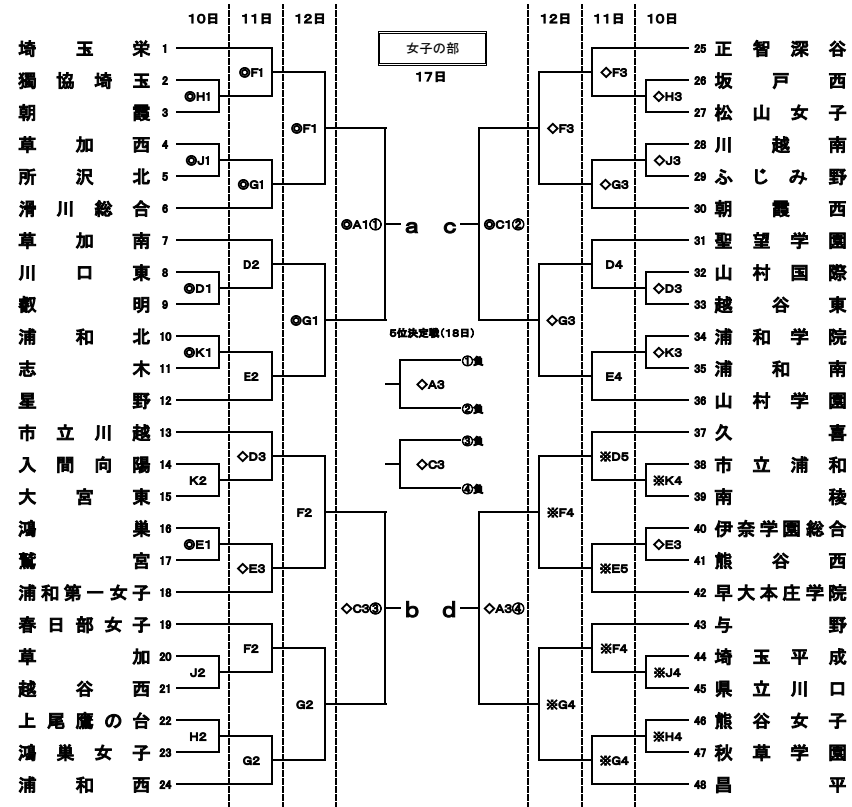 10日 11日 12日 12日 11日 10日
女子の部
17日
埼玉栄 1
獨協埼玉 2
朝霞 3
草加西 4
所沢北 5
滑川総合 6
草加南 7
川口東 8
叡明 9
浦和北 10
志木 11
星野 12
市立川越 13
入間向陽 14
大宮東 15
鴻巣 16
鷲宮 17
浦和第一女子 18
春日部女子 19
草加 20
越谷西 21
上尾鷹の台 22
鴻巣女子 23
浦和西 24
◎H1
◎J1
◎D1
◎K1
K2
◎E1
J2
H2
◎F1
◎G1
D2
E2
◇D3
◇E3
F2
G2
◎F1
◎G1
F2
G2
◎A1①
a
◇C3③
b
5位決定戦(18日)
①負
◇A3
②負
③負
◇C3
④負
c
◎C1②
d
◇A3④
◇F3
◇G3
※F4
※G4
◇F3
◇G3
D4
E4
※D5
※E5
※F4
※G4
◇H3
◇J3
◇D3
◇K3
※K4
◇E3
※J4
※H4
25 正智深谷
26 坂戸西
27 松山女子
28 川越南
29 ふじみ野
30 朝霞西
31 聖望学園
32 山村国際
33 越谷東
34 浦和学院
35 浦和南
36 山村学園
37 久喜
38 市立浦和
39 南稜
40 伊奈学園総合
41 熊谷西
42 早大本庄学院
43 与野
44 埼玉平成
45 県立川口
46 熊谷女子
47 秋草学園
48 昌平